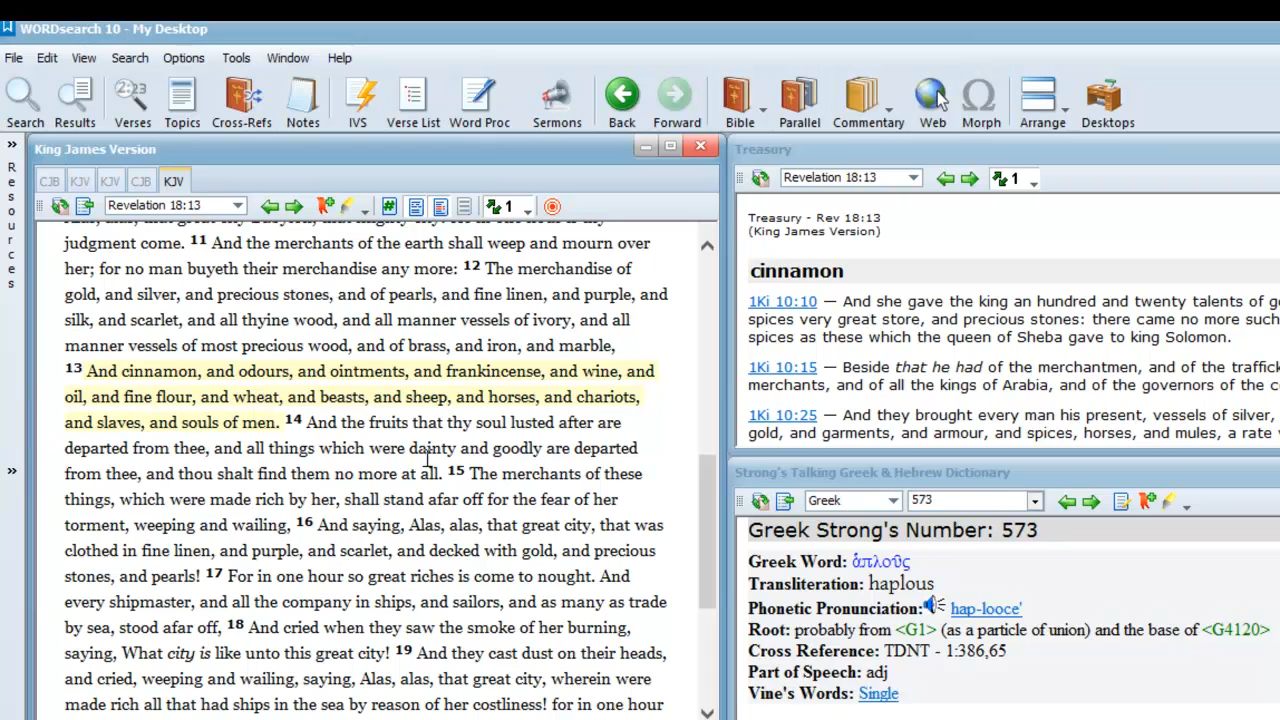 WORDsearch 10 - My Desktop
File Edit View Search Options Tools Window Help
2:23
Search Results Verses Topics Cross-Refs Notes IVS Verse List Word Proc Sermons Back Forward Bible Parallel Commentary Web Morph Arrange Desktops
Resources
King James Version
CJB KJV KJV CJB KJV
Revelation 18:13 1
judgment come. 11 And the merchants of the earth shall weep and mourn over
her; for no man buyeth their merchandise any more: 12 The merchandise of
gold, and silver, and precious stones, and of pearls, and fine linen, and purple, and
silk, and scarlet, and all thyine wood, and all manner vessels of ivory, and all
manner vessels of most precious wood, and of brass, and iron, and marble,
13 And cinnamon, and odours, and ointments, and frankincense, and wine, and
oil, and fine flour, and wheat, and beasts, and sheep, and horses, and chariots,
and slaves, and souls of men. 14 And the fruits that thy soul lusted after are
departed from thee, and all things which were dainty and goodly are departed
from thee, and thou shalt find them no more at all. 15 The merchants of these
things, which were made rich by her, shall stand afar off for the fear of her
torment, weeping and wailing, 16 And saying, Alas, alas, that great city, that was
clothed in fine linen, and purple, and scarlet, and decked with gold, and precious
stones, and pearls! 17 For in one hour so great riches is come to nought. And
every shipmaster, and all the company in ships, and sailors, and as many as trade
by sea, stood afar off, 18 And cried when they saw the smoke of her burning,
saying, What city is like unto this great city! 19 And they cast dust on their heads,
and cried, weeping and wailing, saying, Alas, alas, that great city, wherein were
made rich all that had ships in the sea by reason of her costliness! for in one hour
Treasury
Revelation 18:13 1
Treasury - Rev 18:13
(King James Version)
cinnamon
1Ki 10:10 — And she gave the king an hundred and twenty talents of g
spices very great store, and precious stones: there came no more such
spices as these which the queen of Sheba gave to king Solomon.
1Ki 10:15 — Beside that he had of the merchantmen, and of the traffick
merchants, and of all the kings of Arabia, and of the governors of the c
1Ki 10:25 — And they brought every man his present, vessels of silver,
gold, and garments, and armour, and spices, horses, and mules, a rate
Strong's Talking Greek & Hebrew Dictionary
Greek 573
Greek Strong's Number: 573
Greek Word: ἁπλοῦς
Transliteration: haplous
Phonetic Pronunciation: hap-looce'
Root: probably from <G1> (as a particle of union) and the base of <G4120>
Cross Reference: TDNT - 1:386,65
Part of Speech: adj
Vine's Words: Single